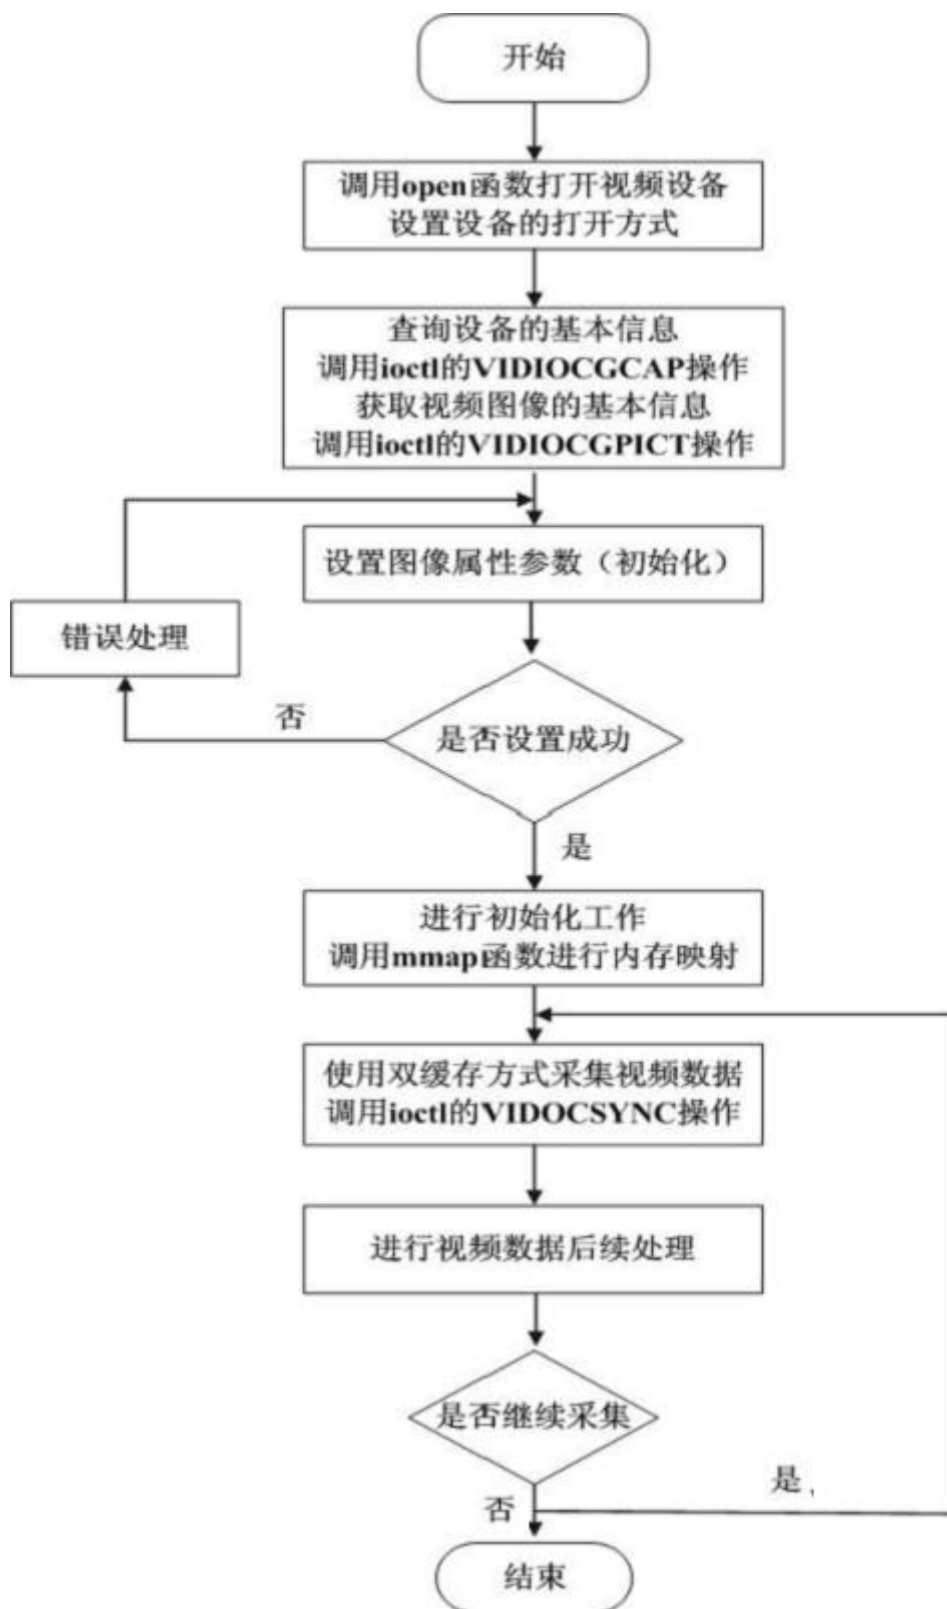 开始
调用open函数打开视频设备
设置设备的打开方式
查询设备的基本信息
调用ioctl的VIDIOCGCAP操作
获取视频图像的基本信息
调用ioctl的VIDIOCGPICT操作
设置图像属性参数（初始化）
错误处理
否
是否设置成功
是
进行初始化工作
调用mmap函数进行内存映射
使用双缓存方式采集视频数据
调用ioctl的VIDOCSYNC操作
进行视频数据后续处理
是否继续采集
是
否
结束